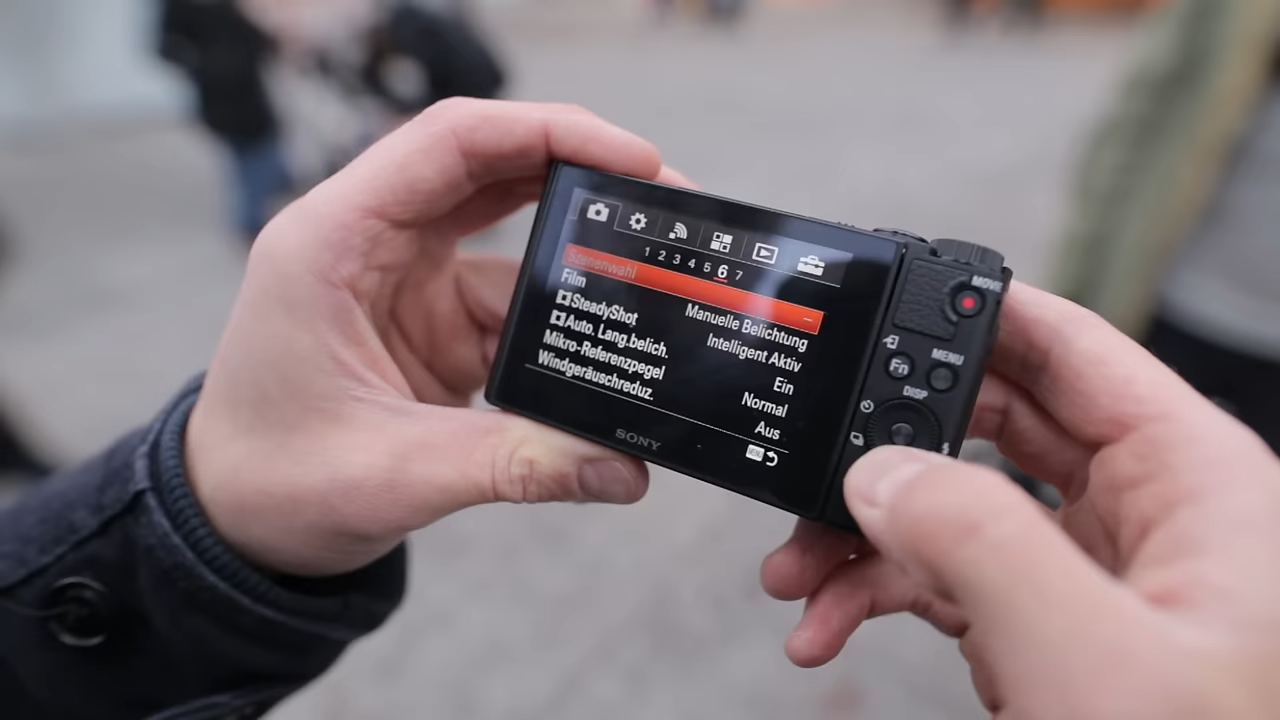 MOVIE
1 2 3 4 5 6 7
Szenenwahl –
Film Manuelle Belichtung
SteadyShot Intelligent Aktiv
Auto. Lang.belich. Ein
Mikro-Referenzpegel Normal
Windgeräuschreduz. Aus
MENU
SONY
Fn MENU
DISP